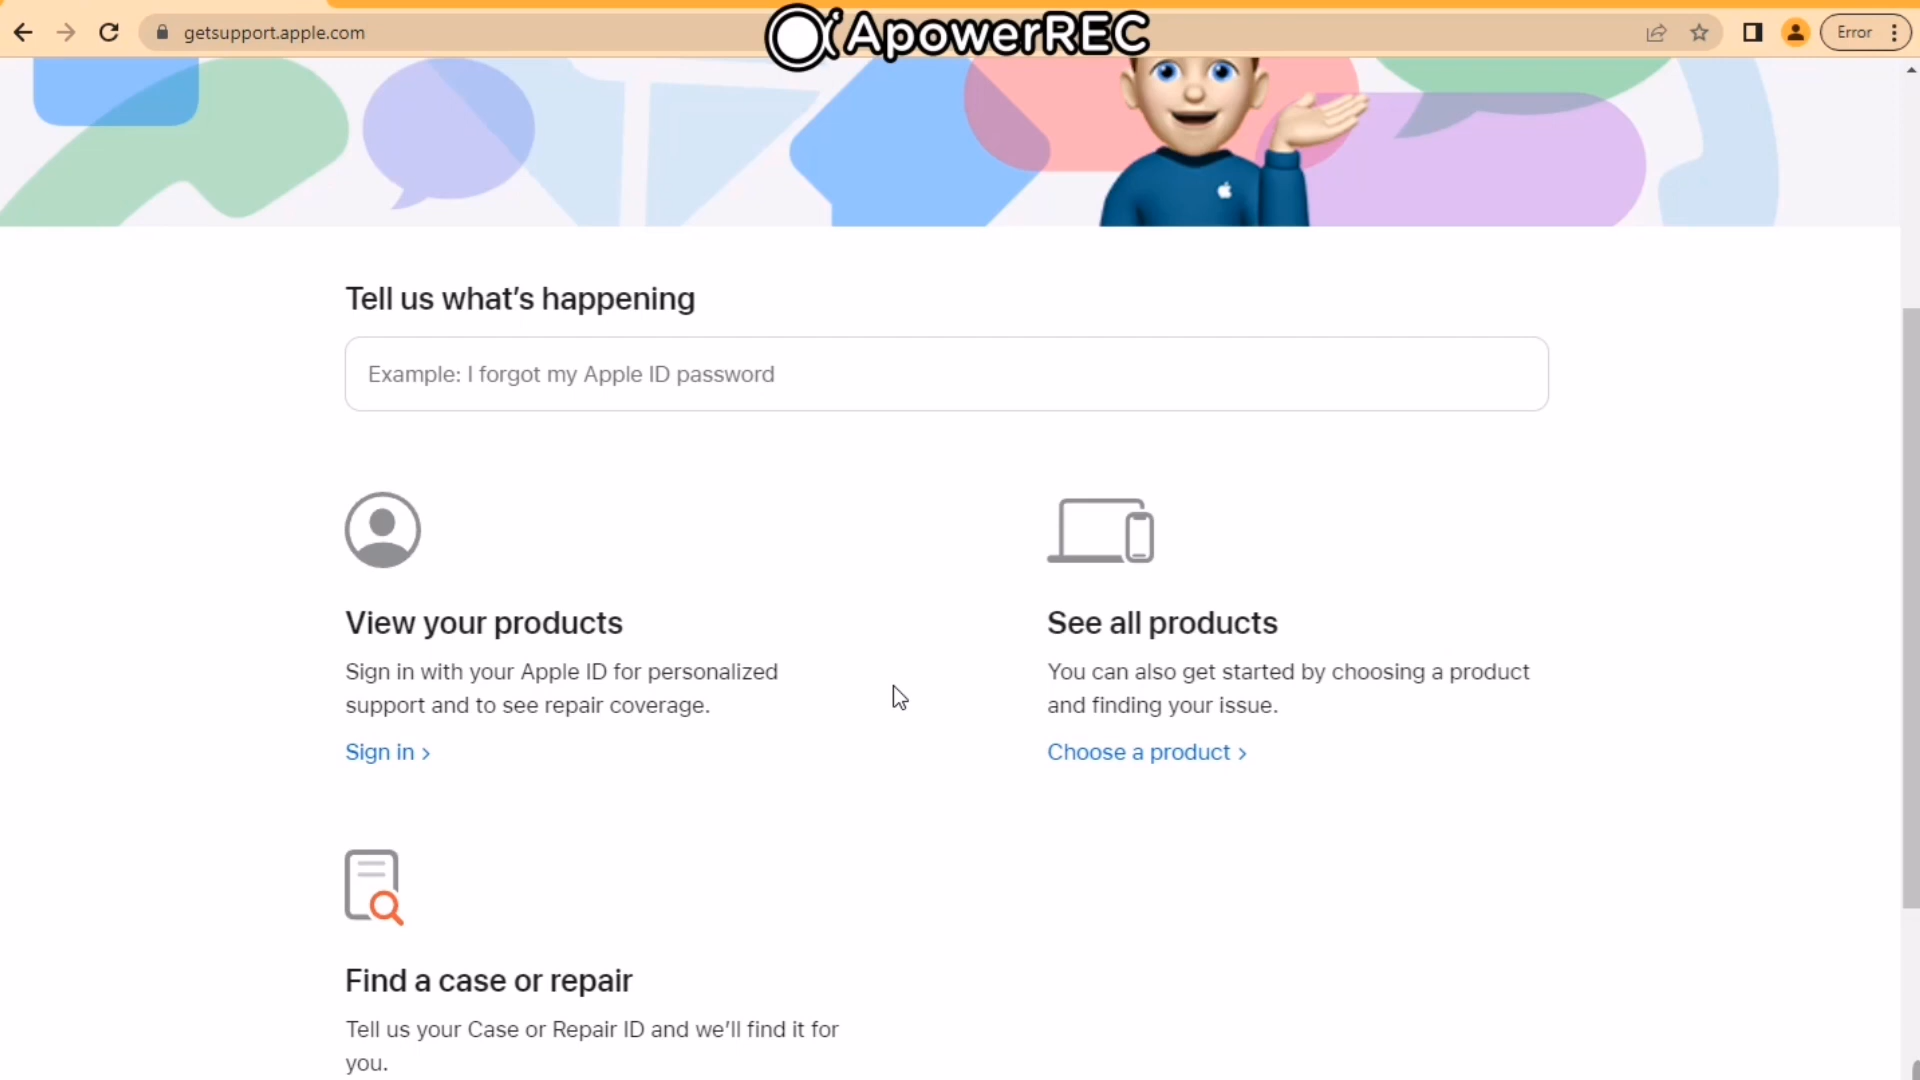 getsupport.apple.com
ApowerREC
Error
Tell us what's happening
Example: I forgot my Apple ID password
View your products
Sign in with your Apple ID for personalized
support and to see repair coverage.
Sign in >
See all products
You can also get started by choosing a product
and finding your issue.
Choose a product >
Find a case or repair
Tell us your Case or Repair ID and we'll find it for
you.